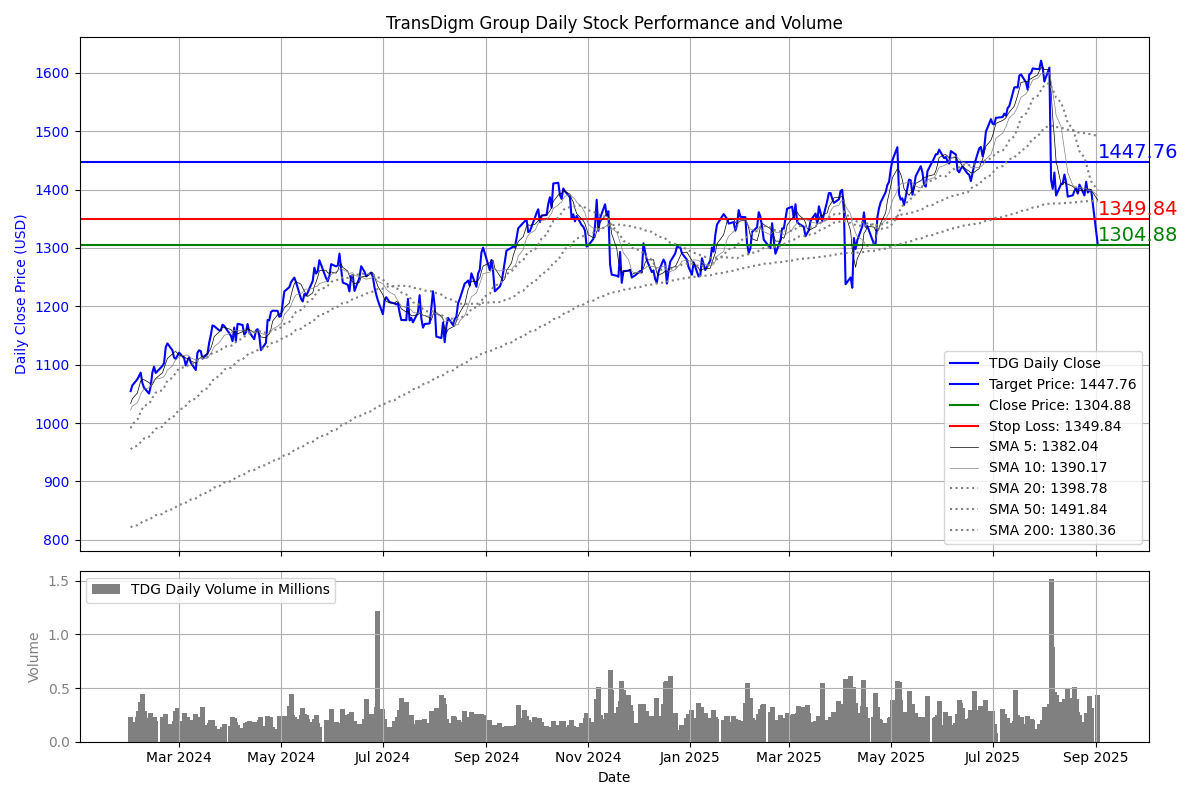 TransDigm Group Daily Stock Performance and Volume
Daily Close Price (USD)
1600
1500
1400
1300
1200
1100
1000
900
800
1447.76
1349.84
1304.88
TDG Daily Close
Target Price: 1447.76
Close Price: 1304.88
Stop Loss: 1349.84
SMA 5: 1382.04
SMA 10: 1390.17
SMA 20: 1398.78
SMA 50: 1491.84
SMA 200: 1380.36
Volume
1.5
1.0
0.5
0.0
TDG Daily Volume in Millions
Mar 2024 May 2024 Jul 2024 Sep 2024 Nov 2024 Jan 2025 Mar 2025 May 2025 Jul 2025 Sep 2025
Date